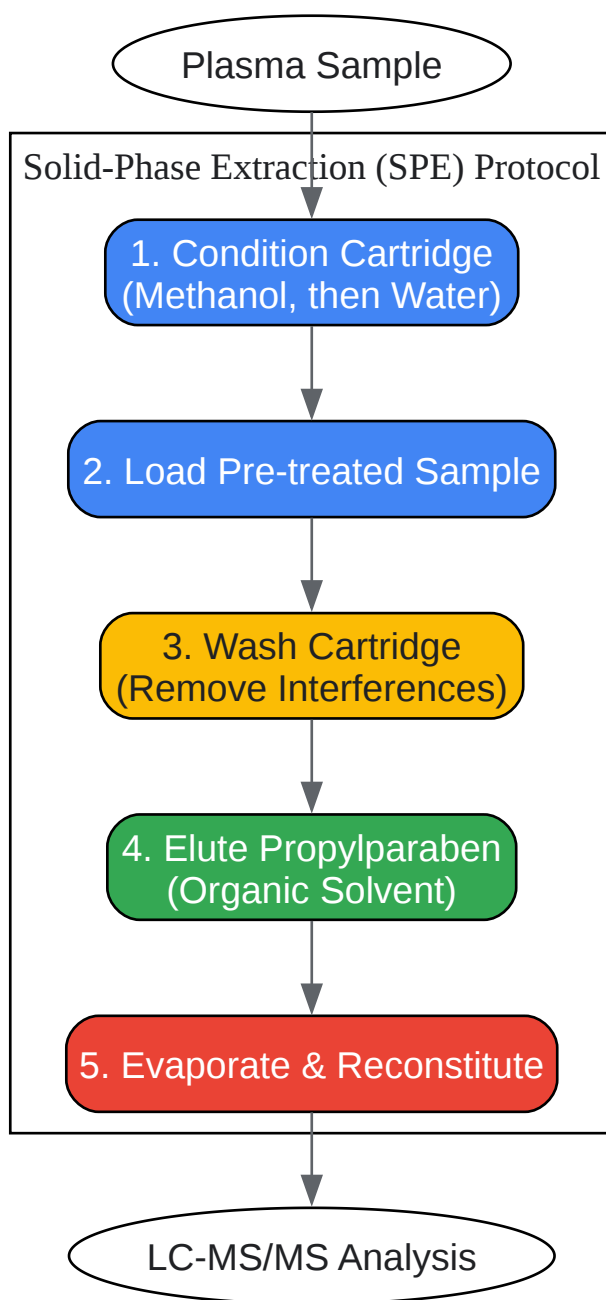 Plasma Sample
Solid-Phase Extraction (SPE) Protocol
1. Condition Cartridge
(Methanol, then Water)
2. Load Pre-treated Sample
3. Wash Cartridge
(Remove Interferences)
4. Elute Propylparaben
(Organic Solvent)
5. Evaporate & Reconstitute
LC-MS/MS Analysis